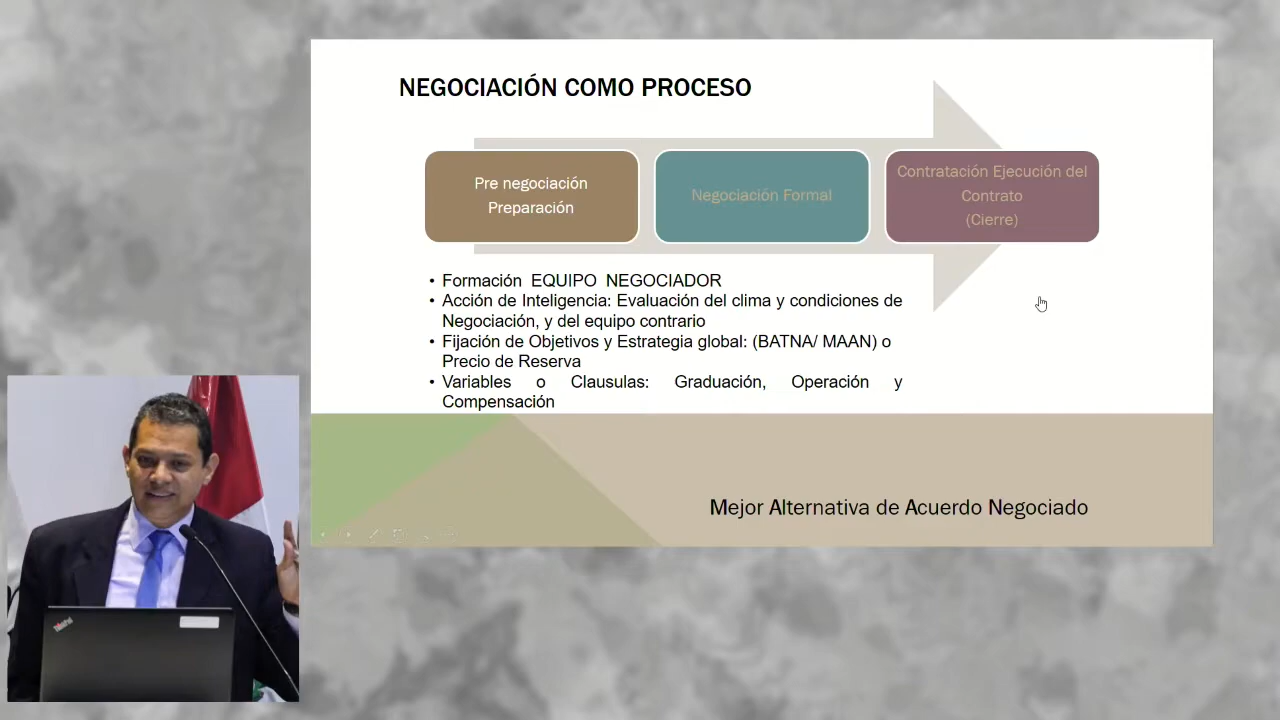 NEGOCIACIÓN COMO PROCESO
Pre negociación
Preparación
Negociación Formal
Contratación Ejecución del
Contrato
(Cierre)
• Formación EQUIPO NEGOCIADOR
• Acción de Inteligencia: Evaluación del clima y condiciones de
Negociación, y del equipo contrario
• Fijación de Objetivos y Estrategia global: (BATNA/ MAAN) o
Precio de Reserva
• Variables o Clausulas: Graduación, Operación y
Compensación
Mejor Alternativa de Acuerdo Negociado